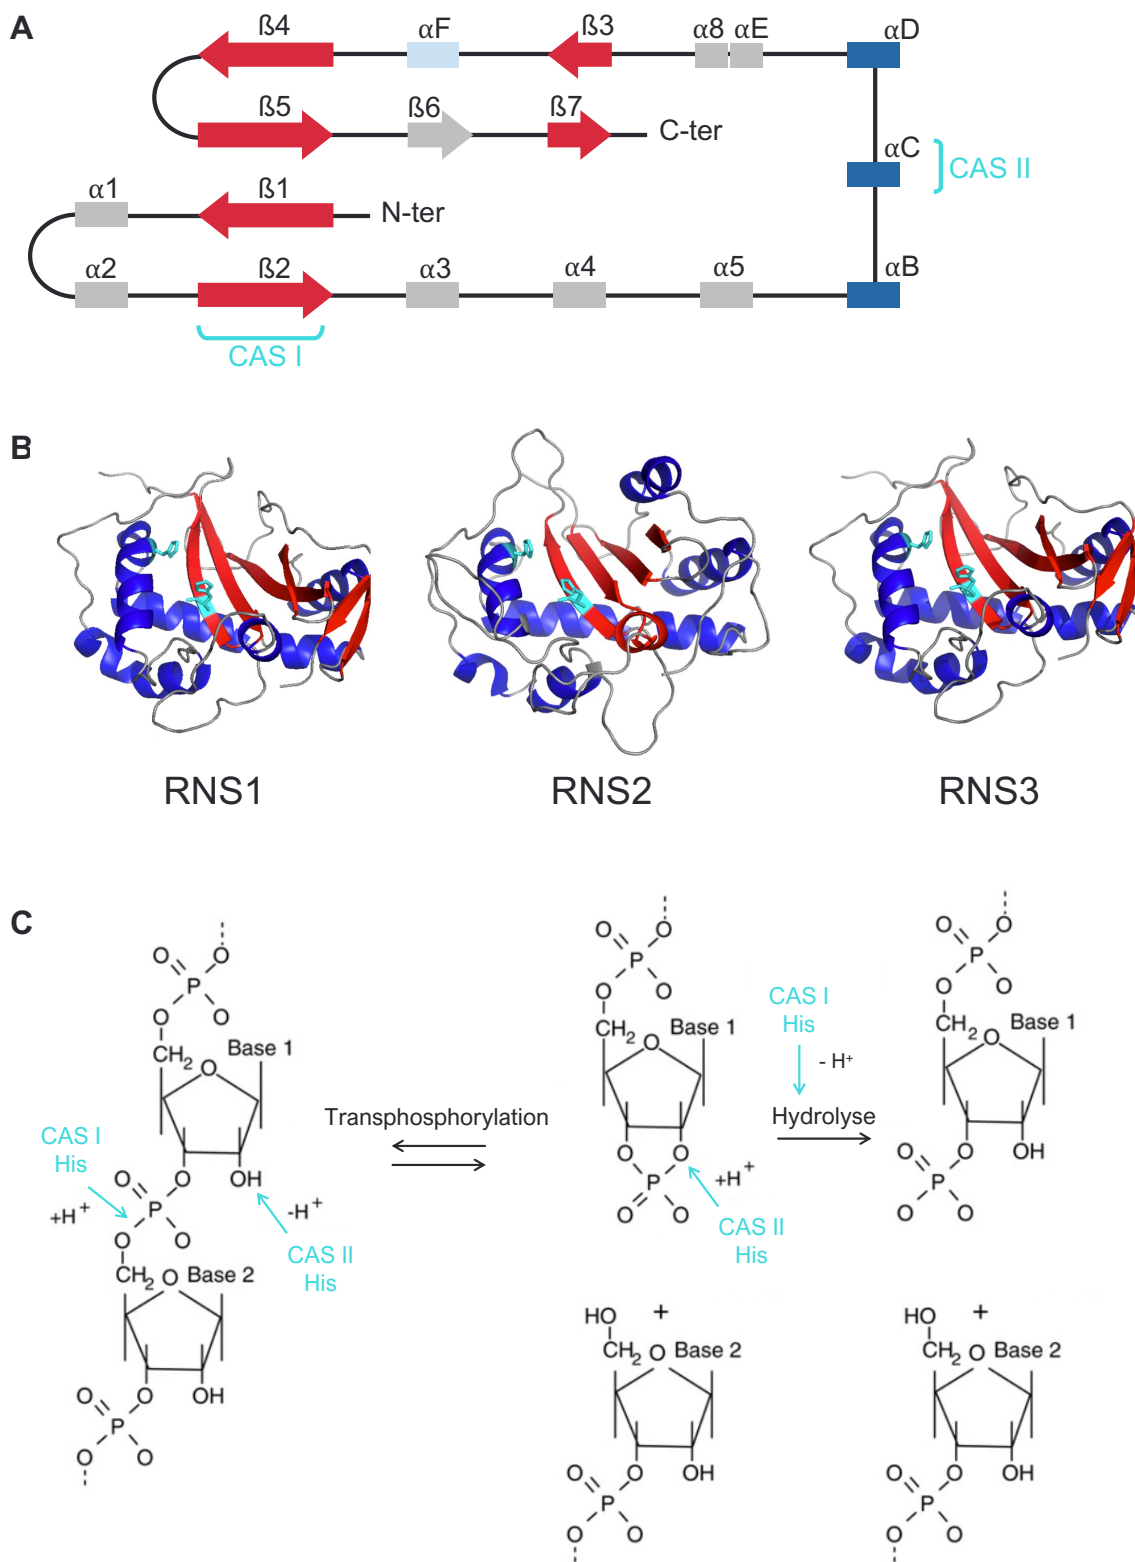 A
ß4
αF
ß3
α8
αE
αD
ß5
ß6
ß7
C-ter
αC
CAS II
α1
ß1
N-ter
α2
ß2
α3
α4
α5
αB
CAS I
B
RNS1
RNS2
RNS3
C
O
O
P
O
O
CH2
O
Base 1
CAS I
His
+H+
O
O
P
O
O
OH
-H+
CAS II
His
CH2
O
Base 2
O
O
P
O
O
OH
Transphosphorylation
O
O
P
O
O
CH2
O
Base 1
O
O
P
O
O
+H+
CAS II
His
+
HO
CH2
O
Base 2
O
O
P
O
O
OH
CAS I
His
- H+
Hydrolyse
O
O
P
O
O
CH2
O
Base 1
O
O
P
O
O
OH
+
HO
CH2
O
Base 2
O
O
P
O
O
OH